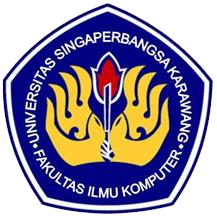 • UNIVERSITAS SINGAPERBANGSA KARAWANG •
FAKULTAS ILMU KOMPUTER